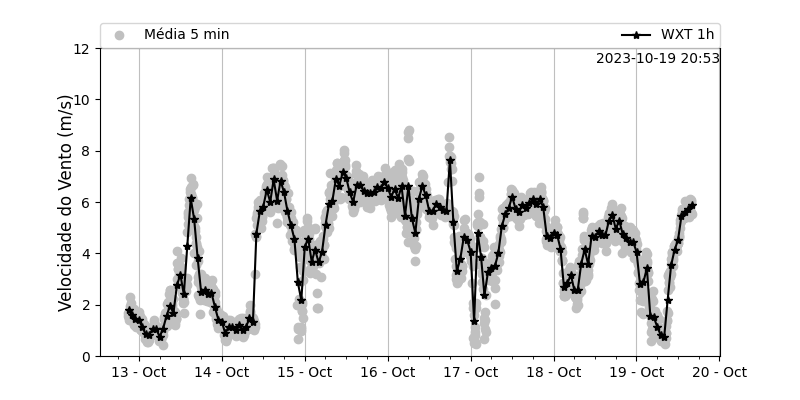 Média 5 min
WXT 1h
2023-10-19 20:53
Velocidade do Vento (m/s)
12
10
8
6
4
2
0
13 - Oct
14 - Oct
15 - Oct
16 - Oct
17 - Oct
18 - Oct
19 - Oct
20 - Oct